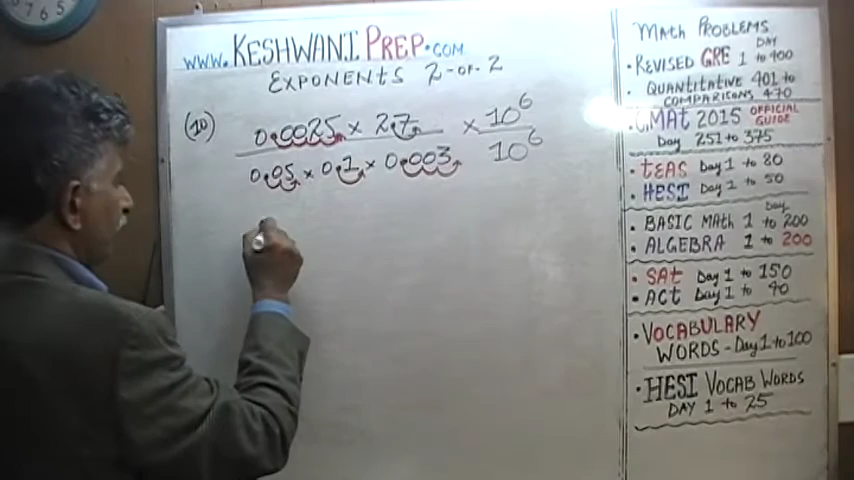 7 6 5
www.KESHWANIPREP.COM
EXPONENTS 2-OF-2
(10) 0.0025 x 2.7 x 10^6
0.05 x 0.1 x 0.003 10^6
MATH PROBLEMS
DAY
• REVISED GRE 1 to 400
• QUANTITATIVE 401 to
COMPARISONS 470
• GMAt 2015 OFFICIAL GUIDE
Day 251 to 375
• tEAS Day 1 to 80
• HESI Day 1 to 50
Day
• BASIC Math 1 to 200
• ALGEBRA 1 to 200
• SAt Day 1 to 150
• ACt Day 1 to 40
• VOCABULARY
WORDS - Day 1 to 100
• HESI VOCAB WORDS
DAY 1 to 25